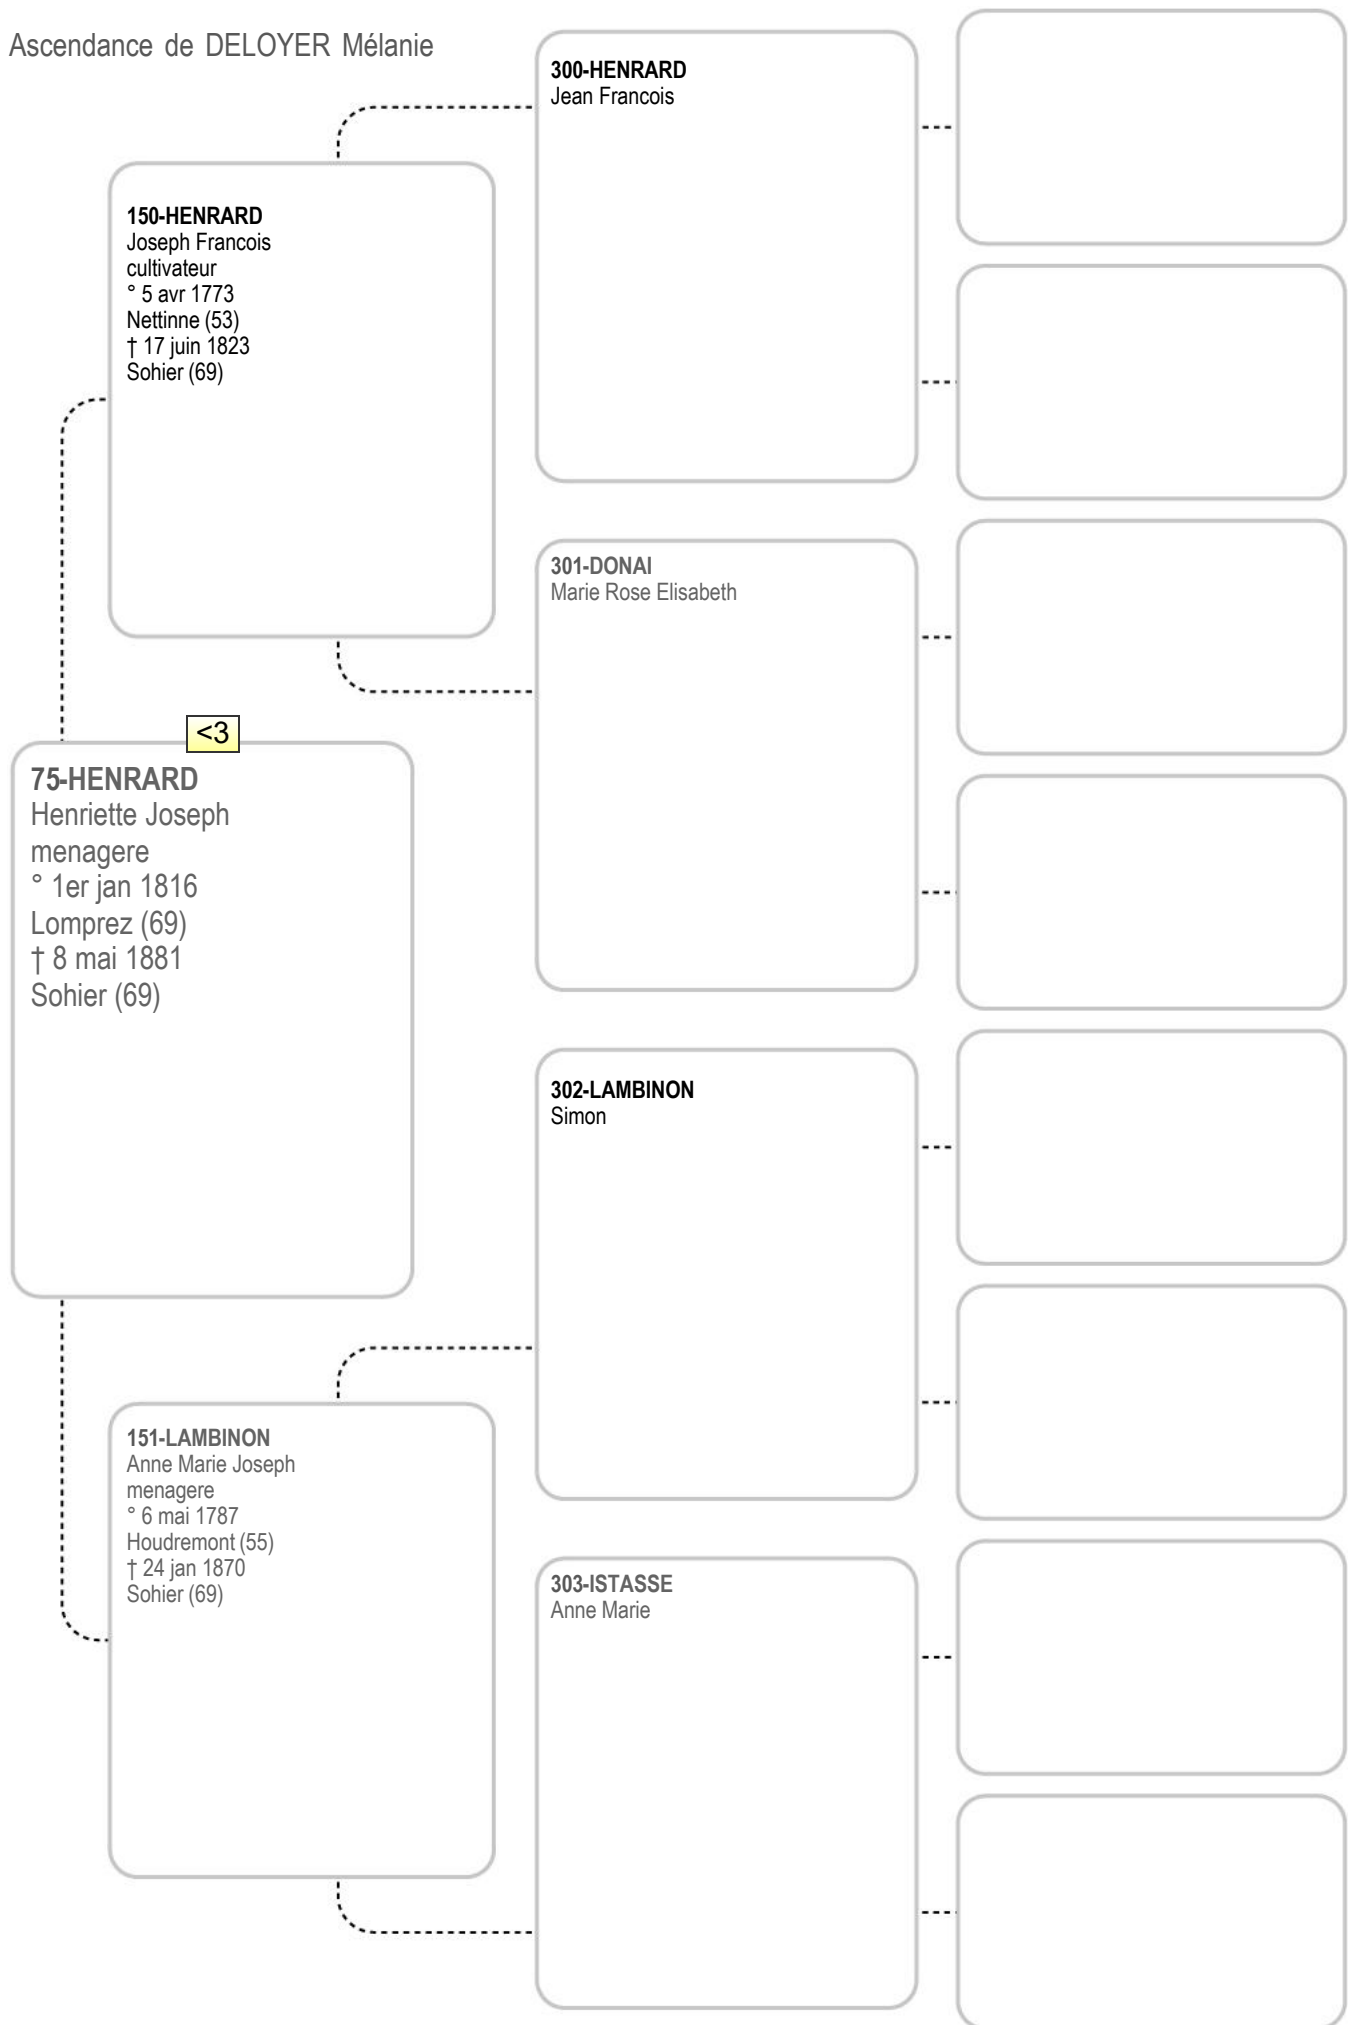 Ascendance de DELOYER Mélanie
300-HENRARD
Jean Francois
150-HENRARD
Joseph Francois
cultivateur
° 5 avr 1773
Nettinne (53)
† 17 juin 1823
Sohier (69)
301-DONAI
Marie Rose Elisabeth
<3
75-HENRARD
Henriette Joseph
menagere
° 1er jan 1816
Lomprez (69)
† 8 mai 1881
Sohier (69)
302-LAMBINON
Simon
151-LAMBINON
Anne Marie Joseph
menagere
° 6 mai 1787
Houdremont (55)
† 24 jan 1870
Sohier (69)
303-ISTASSE
Anne Marie